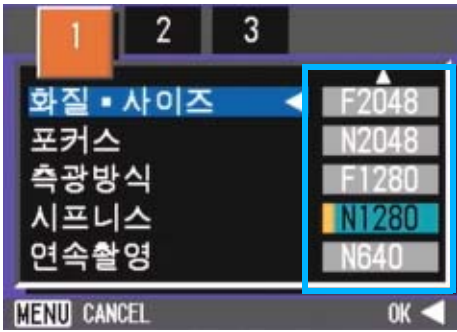 1 2 3
화질▪사이즈 F2048
포커스 N2048
측광방식 F1280
시프니스 N1280
연속촬영 N640
MENU CANCEL OK